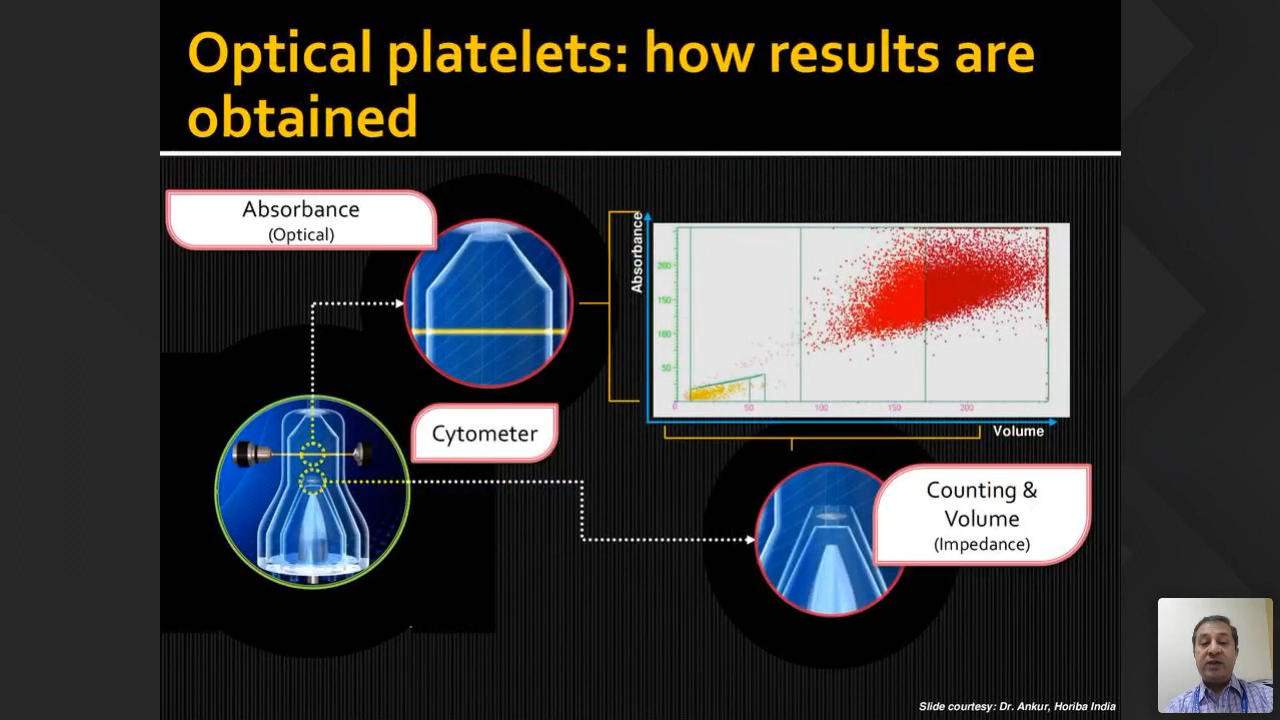 Optical platelets: how results are
obtained
Absorbance
(Optical)
Cytometer
Absorbance
200
150
100
50
0
50
100
150
200
Volume
Counting &
Volume
(Impedance)
Slide courtesy: Dr. Ankur, Horiba India